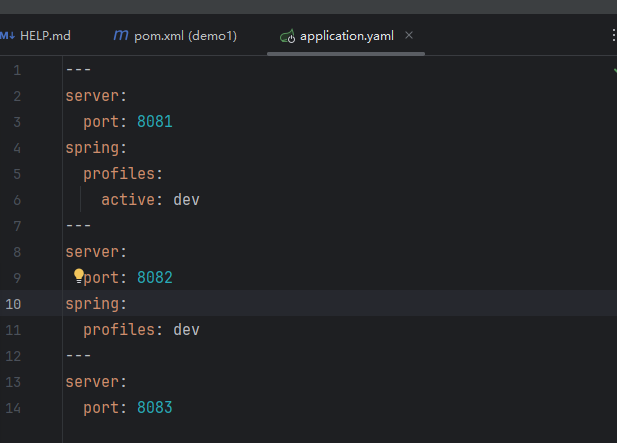 M↓ HELP.md m pom.xml (demo1) application.yaml ×
1 ---
2 server:
3   port: 8081
4 spring:
5   profiles:
6     active: dev
7 ---
8 server:
9   port: 8082
10 spring:
11   profiles: dev
12 ---
13 server:
14   port: 8083